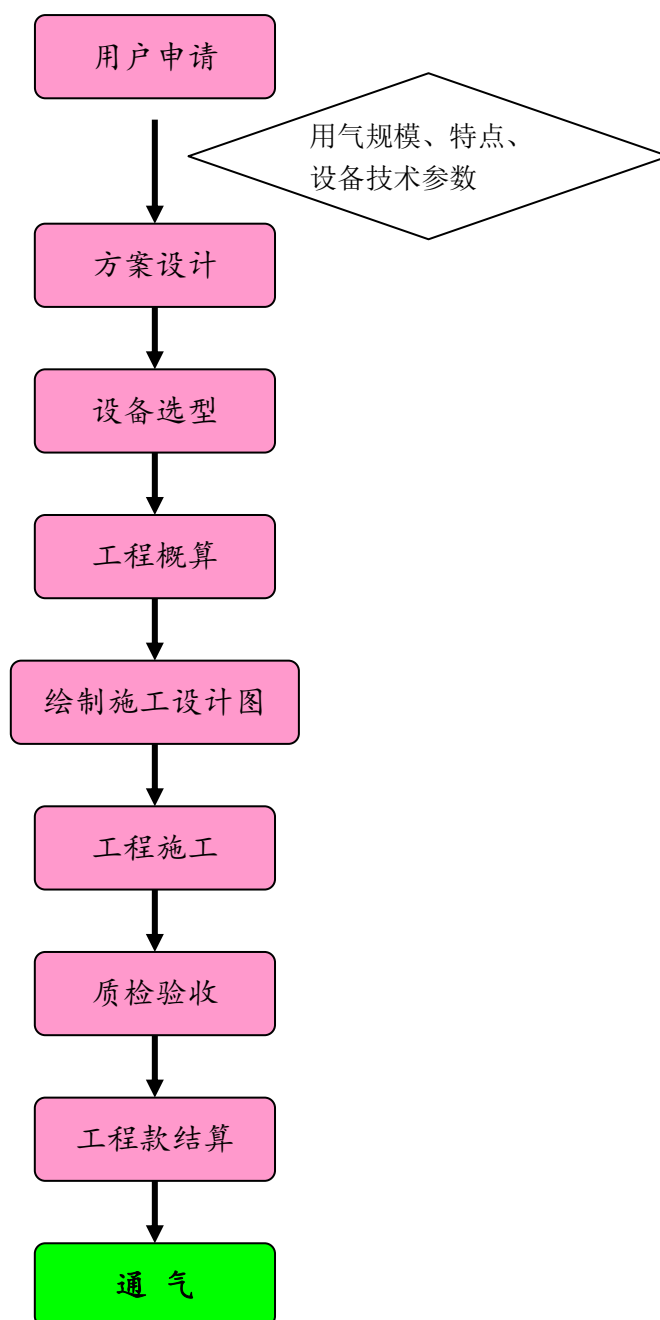 用户申请
用气规模、特点、
设备技术参数
方案设计
设备选型
工程概算
绘制施工设计图
工程施工
质检验收
工程款结算
通 气